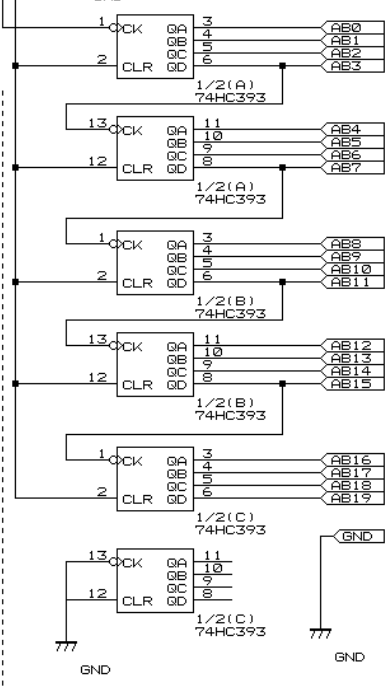 1 CK QA 3 AB0
QB 4 AB1
QC 5 AB2
2 CLR QD 6 AB3
1/2(A)
74HC393
13 CK QA 11 AB4
QB 10 AB5
QC 9 AB6
12 CLR QD 8 AB7
1/2(A)
74HC393
1 CK QA 3 AB8
QB 4 AB9
QC 5 AB10
2 CLR QD 6 AB11
1/2(B)
74HC393
13 CK QA 11 AB12
QB 10 AB13
QC 9 AB14
12 CLR QD 8 AB15
1/2(B)
74HC393
1 CK QA 3 AB16
QB 4 AB17
QC 5 AB18
2 CLR QD 6 AB19
1/2(C)
74HC393
GND
13 CK QA 11
QB 10
QC 9
12 CLR QD 8
1/2(C)
74HC393
GND
GND